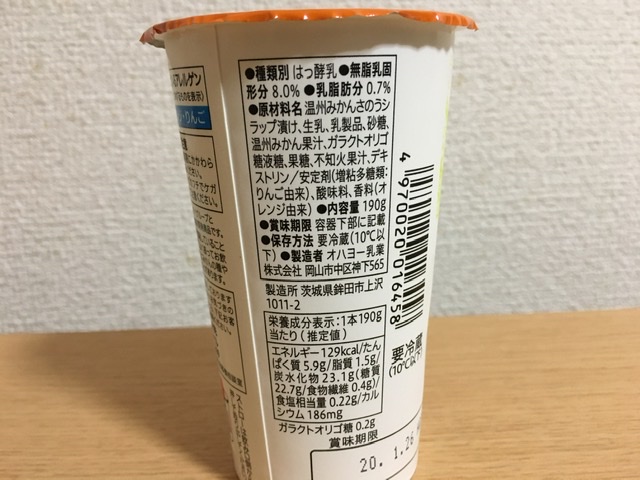 ●種類別 はっ酵乳 ●無脂乳固
形分 8.0% ●乳脂肪分 0.7%
●原材料名 温州みかんさのうシ
ラップ漬け、生乳、乳製品、砂糖、
温州みかん果汁、ガラクトオリゴ
糖液糖、果糖、不知火果汁、デキ
ストリン/安定剤(増粘多糖類:
りんご由来)、酸味料、香料(オ
レンジ由来) ●内容量 190g
●賞味期限 容器下部に記載
●保存方法 要冷蔵(10℃以
下) ●製造者 オハヨー乳業
株式会社 岡山市中区神下565
製造所 茨城県鉾田市上沢
1011-2
栄養成分表示:1本190g
当たり(推定値)
エネルギー129kcal/たん
ぱく質 5.9g/脂質 1.5g/
炭水化物 23.1g(糖質
22.7g/食物繊維 0.4g)/
食塩相当量 0.22g/カル
シウム 186mg
ガラクトオリゴ糖 0.2g
賞味期限
20. 1.26
4 970020 016458
要冷蔵
(10℃以下)
アレルゲン
りんご